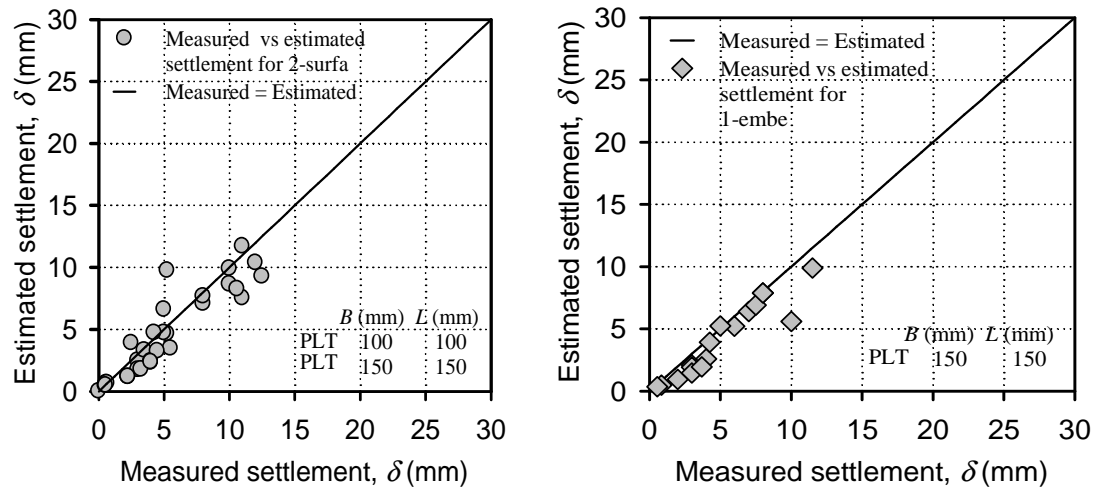 30
25
20
15
10
5
0
Estimated settlement, δ (mm)
Measured vs estimated
settlement for 2-surfa
Measured = Estimated
B (mm) L (mm)
PLT 100 100
PLT 150 150
0 5 10 15 20 25 30
Measured settlement, δ (mm)
30
25
20
15
10
5
0
Estimated settlement, δ (mm)
Measured = Estimated
Measured vs estimated
settlement for
1-embe
B (mm) L (mm)
PLT 150 150
0 5 10 15 20 25 30
Measured settlement, δ (mm)